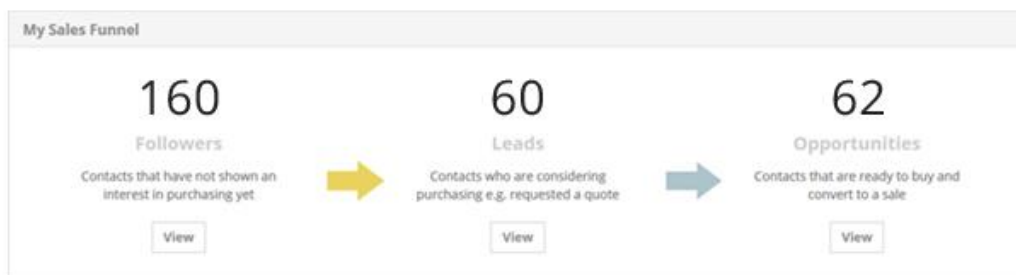 My Sales Funnel
160
Followers
Contacts that have not shown an
interest in purchasing yet
View
60
Leads
Contacts who are considering
purchasing e.g. requested a quote
View
62
Opportunities
Contacts that are ready to buy and
convert to a sale
View